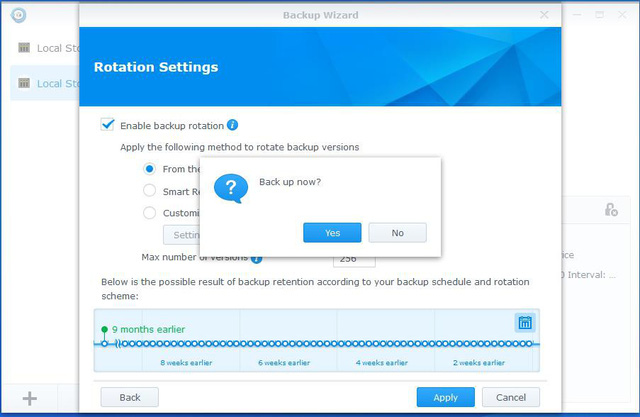 Backup Wizard
Local Sto
Local Sto
Rotation Settings
Enable backup rotation
Apply the following method to rotate backup versions
From the
Smart Re
Customi
Settin
Back up now?
Yes No
Max number of versions 256
ice
0 Interval: ...
Below is the possible result of backup retention according to your backup schedule and rotation
scheme:
9 months earlier
8 weeks earlier 6 weeks earlier 4 weeks earlier 2 weeks earlier
Back Apply Cancel